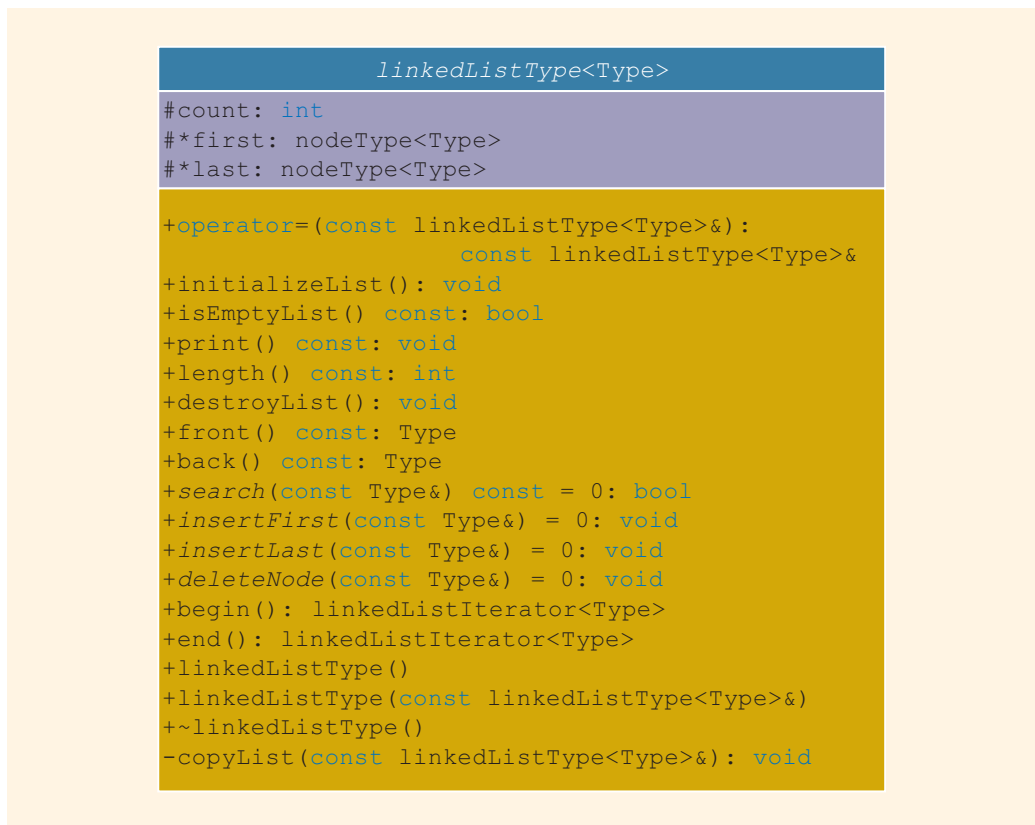 linkedListType<Type>
#count: int
#*first: nodeType<Type>
#*last: nodeType<Type>
+operator=(const linkedListType<Type>&):
const linkedListType<Type>&
+initializeList(): void
+isEmptyList() const: bool
+print() const: void
+length() const: int
+destroyList(): void
+front() const: Type
+back() const: Type
+search(const Type&) const = 0: bool
+insertFirst(const Type&) = 0: void
+insertLast(const Type&) = 0: void
+deleteNode(const Type&) = 0: void
+begin(): linkedListIterator<Type>
+end(): linkedListIterator<Type>
+linkedListType()
+linkedListType(const linkedListType<Type>&)
+~linkedListType()
-copyList(const linkedListType<Type>&): void